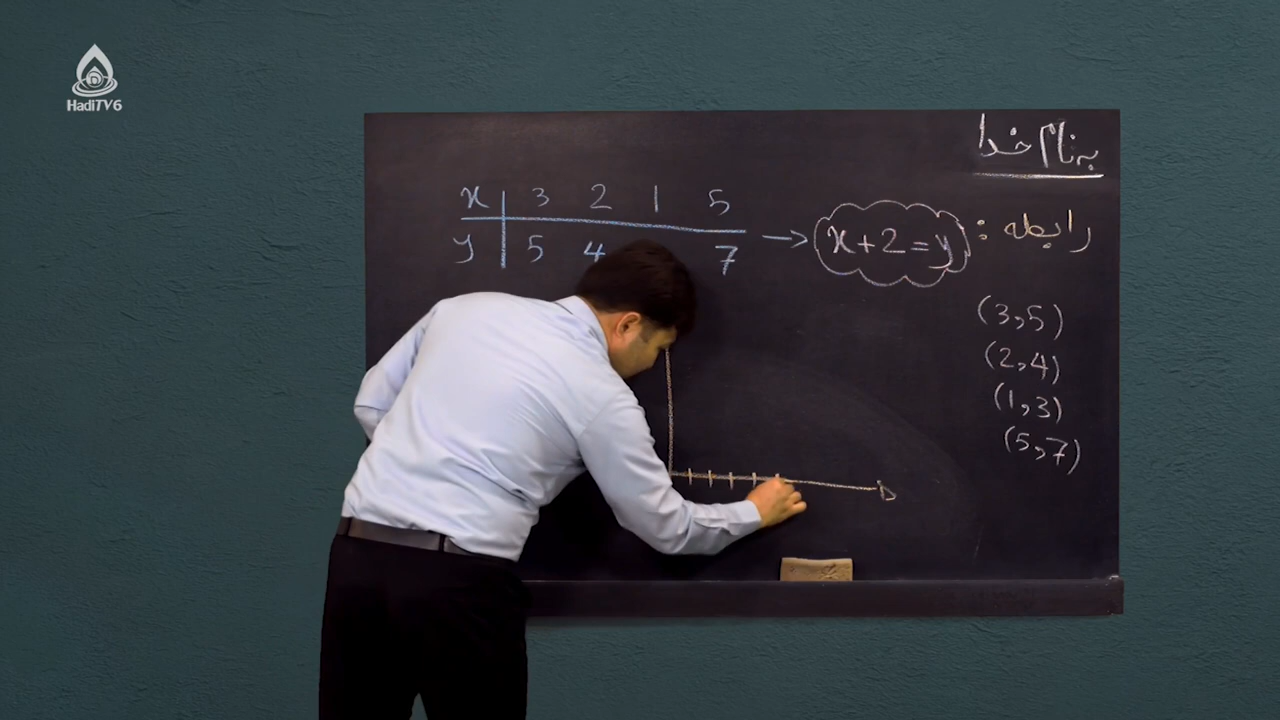 HadiTV6
به نام خدا
x 3 2 1 5
y 5 4 7
x+2=y
رابطه :
(3,5)
(2,4)
(1,3)
(5,7)